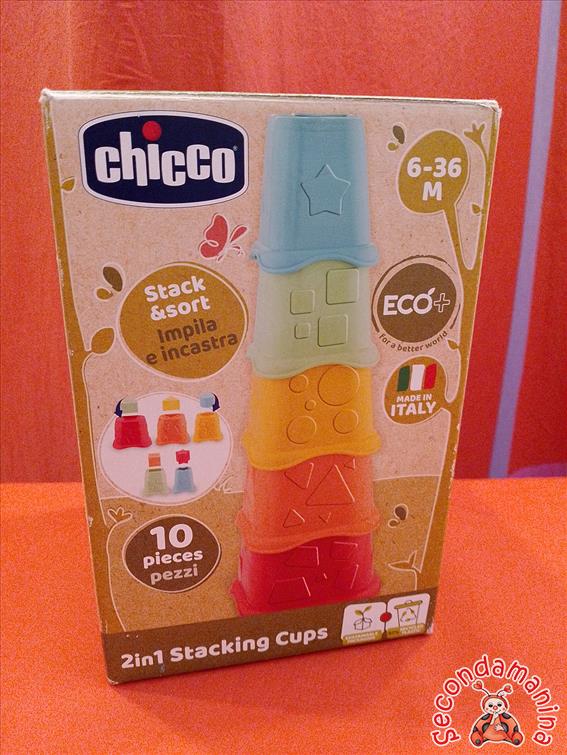 chicco
6-36
M
Stack
&sort
Impila
e incastra
ECO+
for a better world
MADE IN
ITALY
10
pieces
pezzi
2in1 Stacking Cups
secondamanina